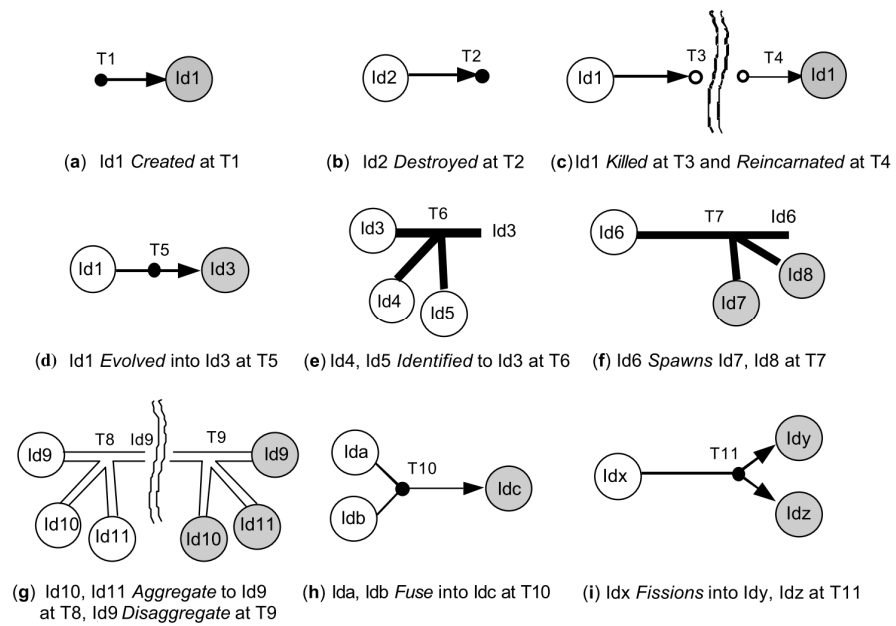 T1
Id1
(a) Id1 Created at T1
Id2
T2
(b) Id2 Destroyed at T2
Id1
T3
T4
Id1
(c) Id1 Killed at T3 and Reincarnated at T4
Id1
T5
Id3
(d) Id1 Evolved into Id3 at T5
Id3
T6
Id3
Id4
Id5
(e) Id4, Id5 Identified to Id3 at T6
Id6
T7
Id6
Id7
Id8
(f) Id6 Spawns Id7, Id8 at T7
Id9
T8
Id9
T9
Id9
Id10
Id11
Id10
Id11
(g) Id10, Id11 Aggregate to Id9
at T8, Id9 Disaggregate at T9
Ida
Idb
T10
Idc
(h) Ida, Idb Fuse into Idc at T10
Idx
T11
Idy
Idz
(i) Idx Fissions into Idy, Idz at T11